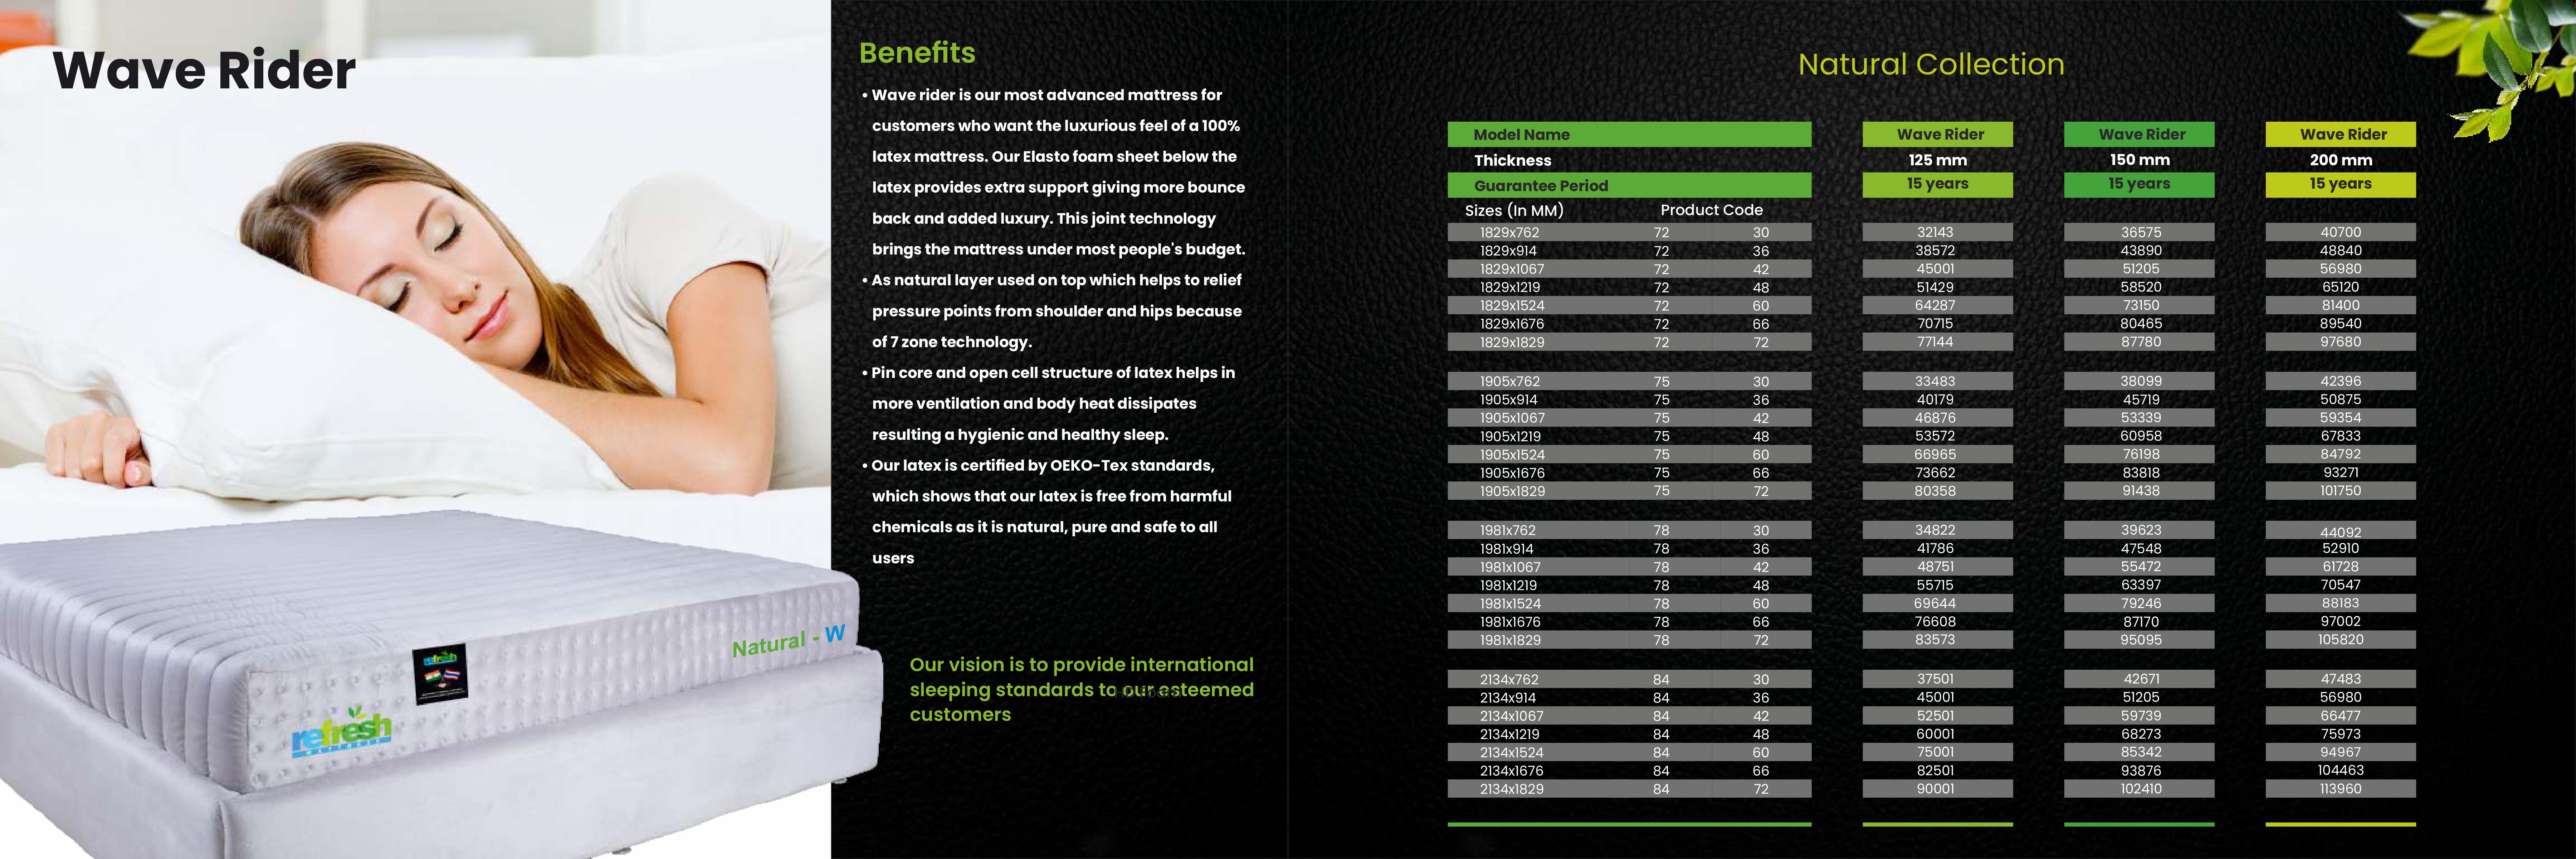 Wave Rider
Benefits
• Wave rider is our most advanced mattress for
customers who want the luxurious feel of a 100%
latex mattress. Our Elasto foam sheet below the
latex provides extra support giving more bounce
back and added luxury. This joint technology
brings the mattress under most people's budget.
• As natural layer used on top which helps to relief
pressure points from shoulder and hips because
of 7 zone technology.
• Pin core and open cell structure of latex helps in
more ventilation and body heat dissipates
resulting a hygienic and healthy sleep.
• Our latex is certified by OEKO-Tex standards,
which shows that our latex is free from harmful
chemicals as it is natural, pure and safe to all
users
Our vision is to provide international
sleeping standards to our esteemed
customers
Natural - W
refresh
refresh
MATTRESS
Natural Collection
Model Name Wave Rider Wave Rider Wave Rider
Thickness 125 mm 150 mm 200 mm
Guarantee Period 15 years 15 years 15 years
Sizes (In MM) Product Code
1829x762 72 30 32143 36575 40700
1829x914 72 36 38572 43890 48840
1829x1067 72 42 45001 51205 56980
1829x1219 72 48 51429 58520 65120
1829x1524 72 60 64287 73150 81400
1829x1676 72 66 70715 80465 89540
1829x1829 72 72 77144 87780 97680
1905x762 75 30 33483 38099 42396
1905x914 75 36 40179 45719 50875
1905x1067 75 42 46876 53339 59354
1905x1219 75 48 53572 60958 67833
1905x1524 75 60 66965 76198 84792
1905x1676 75 66 73662 83818 93271
1905x1829 75 72 80358 91438 101750
1981x762 78 30 34822 39623 44092
1981x914 78 36 41786 47548 52910
1981x1067 78 42 48751 55472 61728
1981x1219 78 48 55715 63397 70547
1981x1524 78 60 69644 79246 88183
1981x1676 78 66 76608 87170 97002
1981x1829 78 72 83573 95095 105820
2134x762 84 30 37501 42671 47483
2134x914 84 36 45001 51205 56980
2134x1067 84 42 52501 59739 66477
2134x1219 84 48 60001 68273 75973
2134x1524 84 60 75001 85342 94967
2134x1676 84 66 82501 93876 104463
2134x1829 84 72 90001 102410 113960